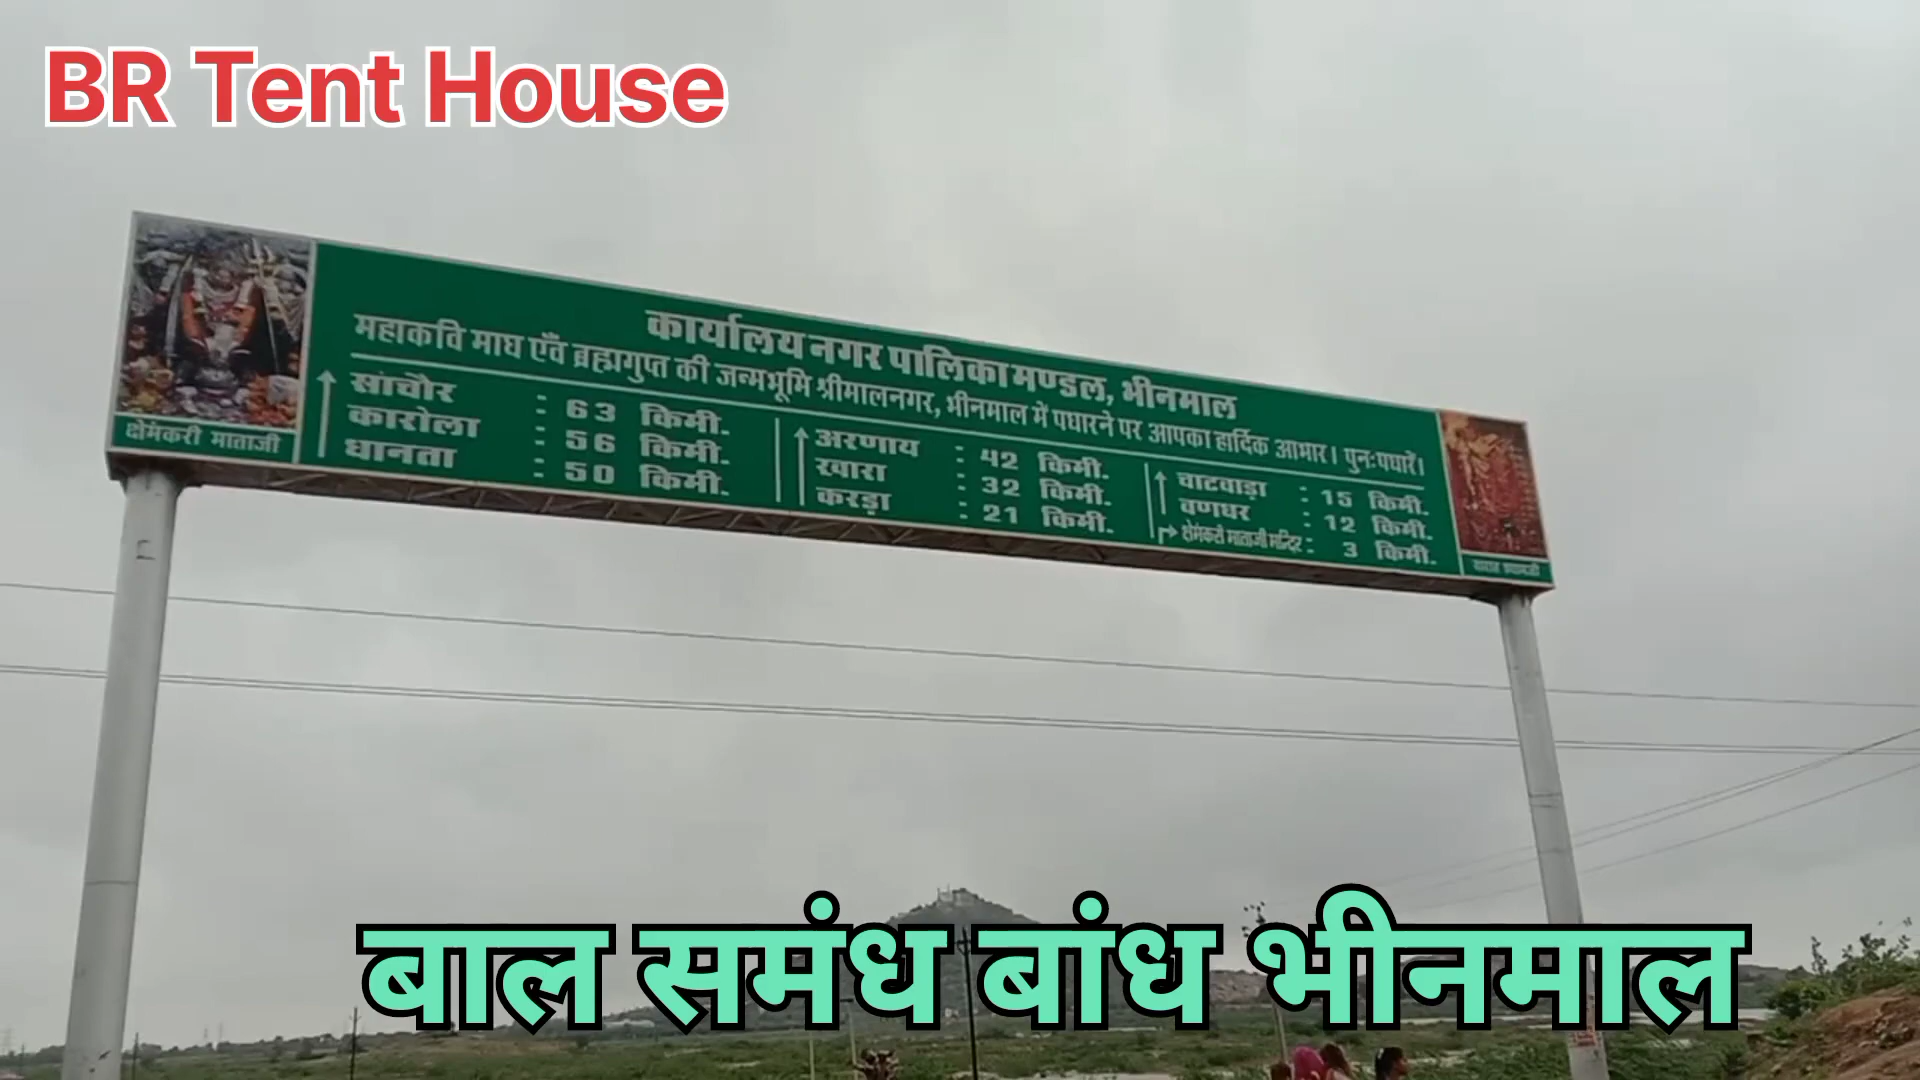 BR Tent House
कार्यालय नगर पालिका मण्डल, भीनमाल
महाकवि माघ एँवं ब्रह्मगुप्त की जन्मभूमि श्रीमालनगर, भीनमाल में पधारने पर आपका हार्दिक आभार। पुनः पधारें।
सांचौर : 63 किमी.
कारोला : 56 किमी.
धानता : 50 किमी.
अरणाय : 42 किमी.
खारा : 32 किमी.
करड़ा : 21 किमी.
चाटवाड़ा : 15 किमी.
वणधर : 12 किमी.
क्षेमंकरी माताजी मन्दिर : 3 किमी.
क्षेमंकरी माताजी
बाल समंध बांध भीनमाल